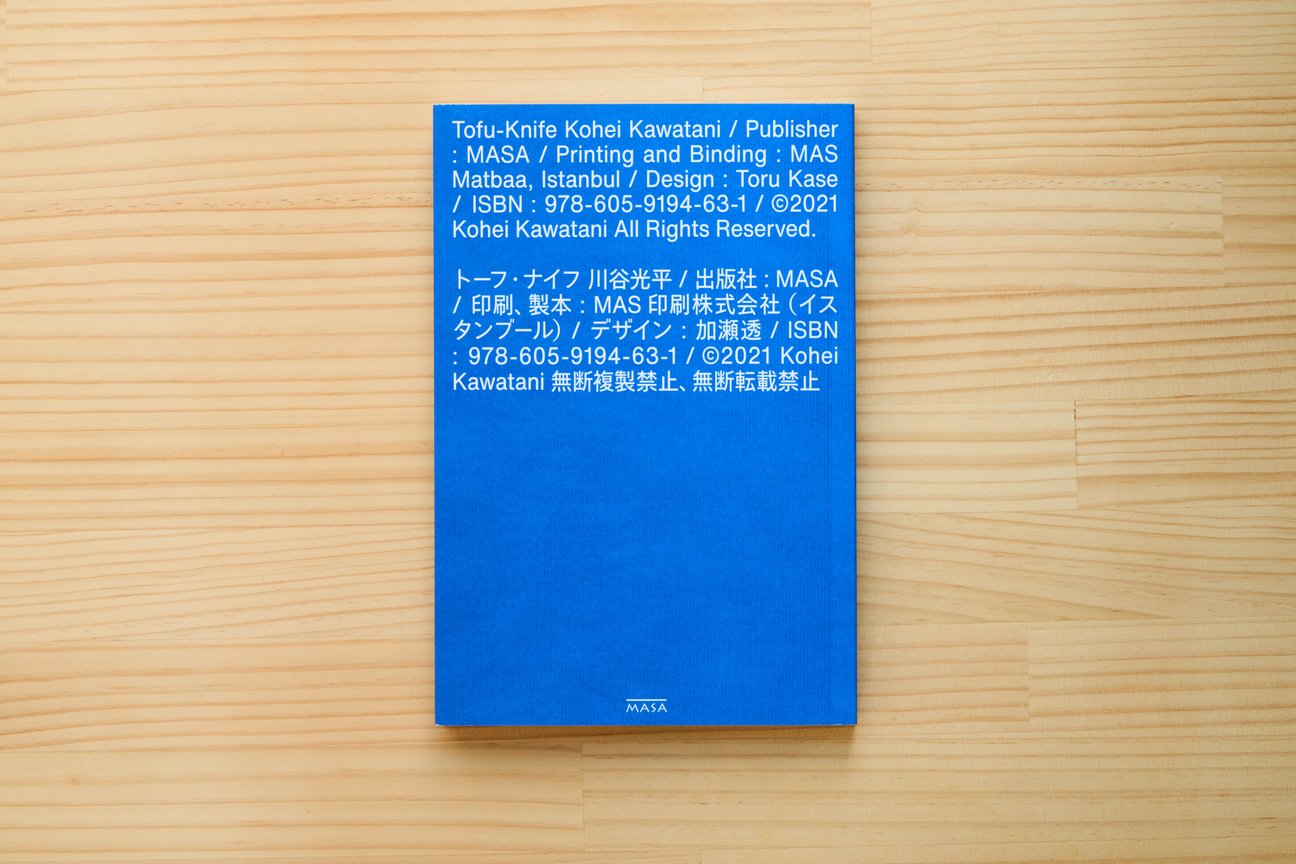 Tofu-Knife Kohei Kawatani / Publisher
: MASA / Printing and Binding : MAS
Matbaa, Istanbul / Design : Toru Kase
/ ISBN : 978-605-9194-63-1 / ©2021
Kohei Kawatani All Rights Reserved.
トーフ・ナイフ 川谷光平 / 出版社 : MASA
/ 印刷、製本 : MAS 印刷株式会社（イス
タンブール）/ デザイン : 加瀬透 / ISBN
: 978-605-9194-63-1 / ©2021 Kohei
Kawatani 無断複製禁止、無断転載禁止
MASA